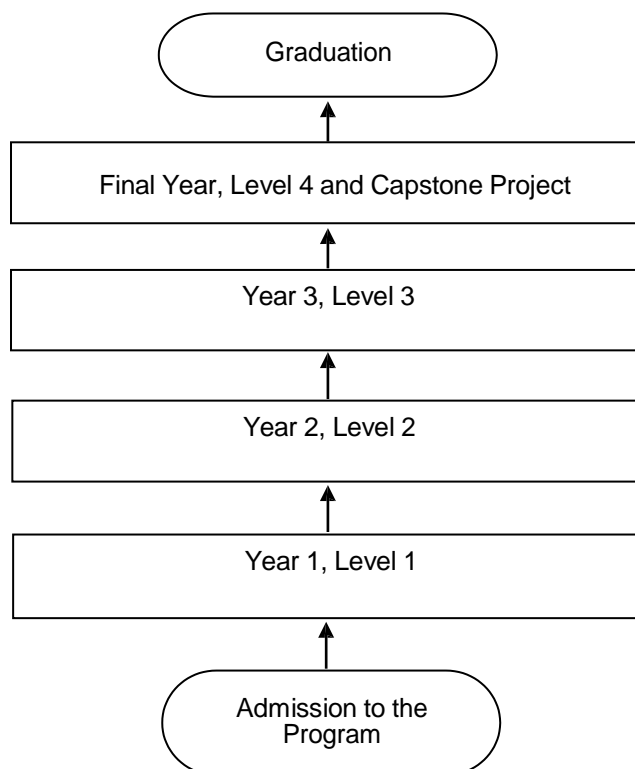 Graduation
Final Year, Level 4 and Capstone Project
Year 3, Level 3
Year 2, Level 2
Year 1, Level 1
Admission to the
Program